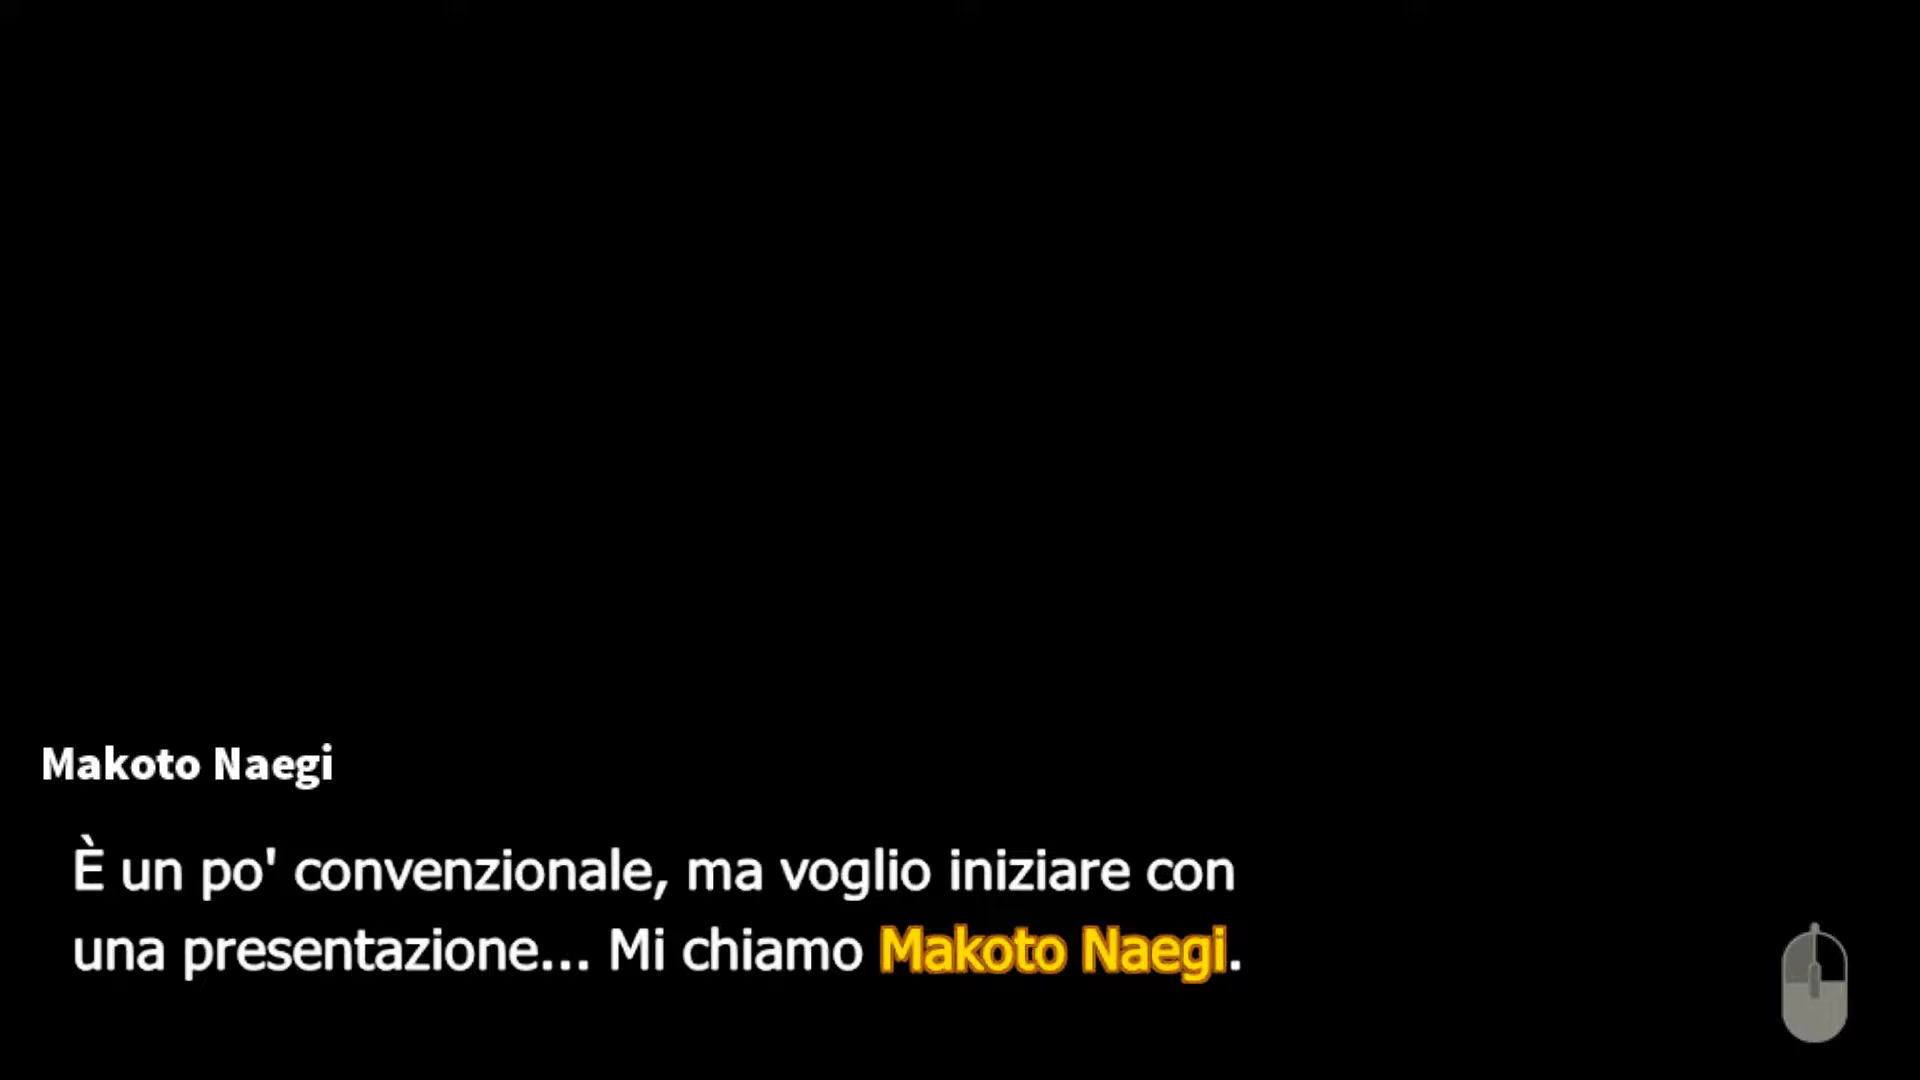 Makoto Naegi
È un po' convenzionale, ma voglio iniziare con
una presentazione... Mi chiamo Makoto Naegi.